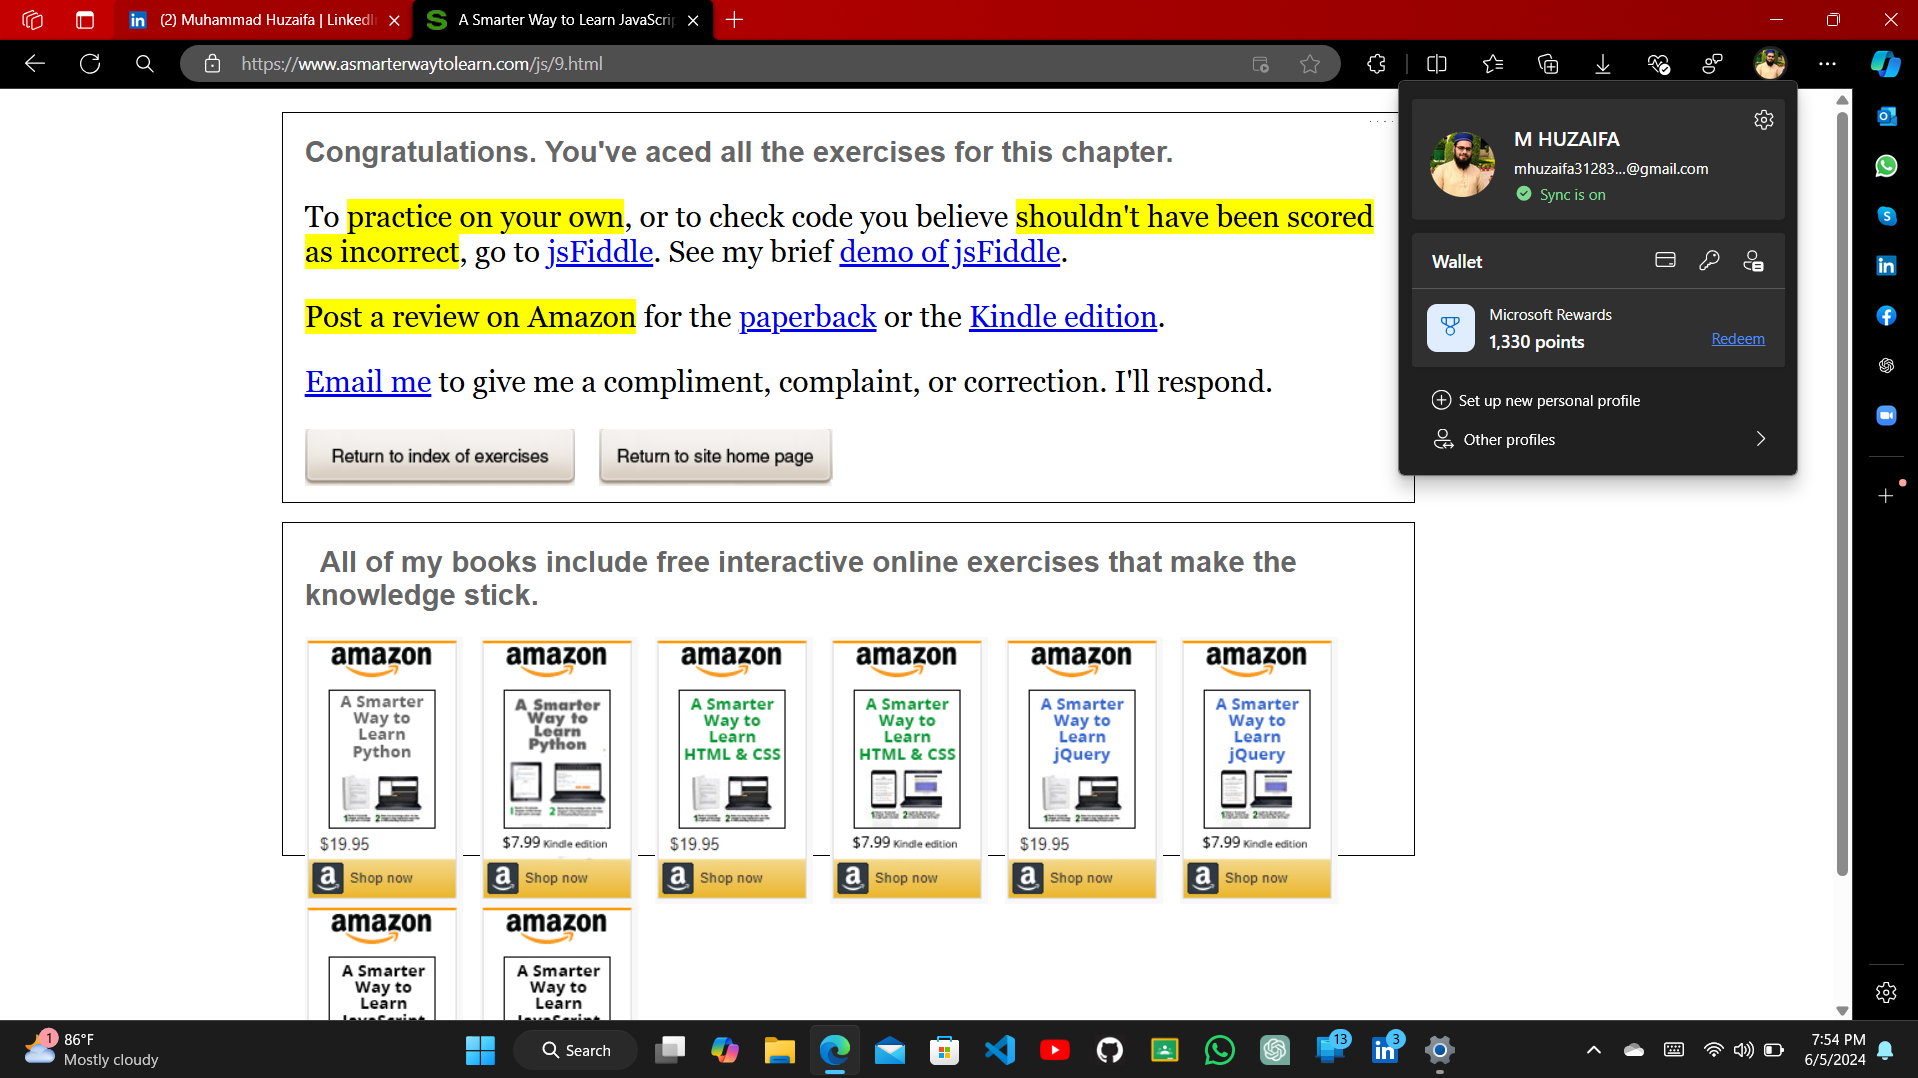 (2) Muhammad Huzaifa | LinkedIn
A Smarter Way to Learn JavaScrip
https://www.asmarterwaytolearn.com/js/9.html
Congratulations. You've aced all the exercises for this chapter.
To practice on your own, or to check code you believe shouldn't have been scored
as incorrect, go to jsFiddle. See my brief demo of jsFiddle.
Post a review on Amazon for the paperback or the Kindle edition.
Email me to give me a compliment, complaint, or correction. I'll respond.
Return to index of exercises
Return to site home page
M HUZAIFA
mhuzaifa31283...@gmail.com
Sync is on
Wallet
Microsoft Rewards
1,330 points
Redeem
Set up new personal profile
Other profiles
All of my books include free interactive online exercises that make the
knowledge stick.
amazon
A Smarter
Way to
Learn
Python
$19.95
Shop now
amazon
A Smarter
Way to
Learn
Python
$7.99 Kindle edition
Shop now
amazon
A Smarter
Way to
Learn
HTML & CSS
$19.95
Shop now
amazon
A Smarter
Way to
Learn
HTML & CSS
$7.99 Kindle edition
Shop now
amazon
A Smarter
Way to
Learn
jQuery
$19.95
Shop now
amazon
A Smarter
Way to
Learn
jQuery
$7.99 Kindle edition
Shop now
amazon
A Smarter
Way to
Learn
JavaScript
amazon
A Smarter
Way to
Learn
JavaScript
1
86°F
Mostly cloudy
Search
13
3
7:54 PM
6/5/2024